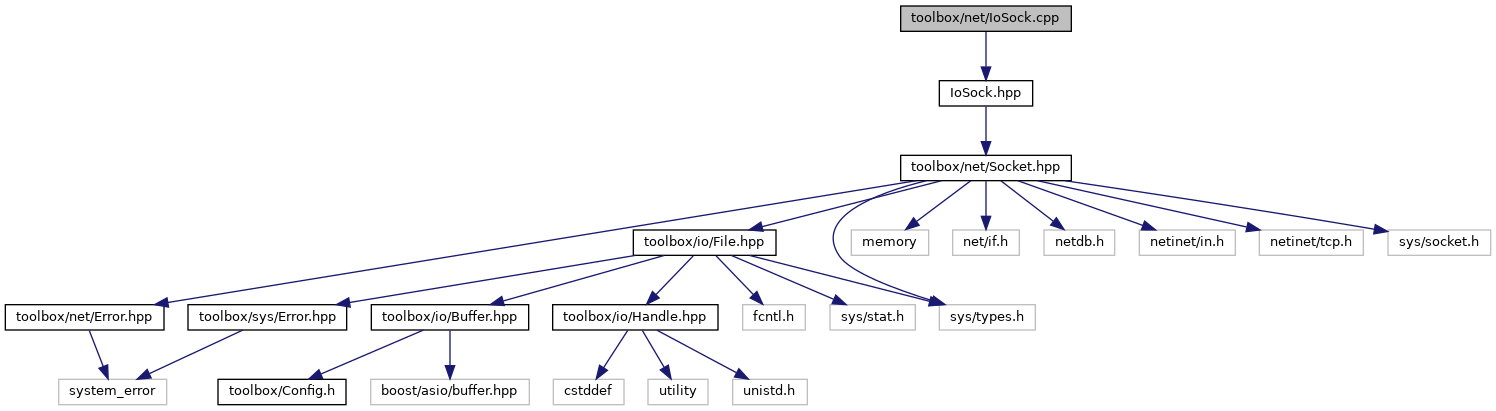 toolbox/net/IoSock.cpp
IoSock.hpp
toolbox/net/Socket.hpp
toolbox/io/File.hpp
memory
net/if.h
netdb.h
netinet/in.h
netinet/tcp.h
sys/socket.h
toolbox/net/Error.hpp
toolbox/sys/Error.hpp
toolbox/io/Buffer.hpp
toolbox/io/Handle.hpp
fcntl.h
sys/stat.h
sys/types.h
system_error
toolbox/Config.h
boost/asio/buffer.hpp
cstddef
utility
unistd.h